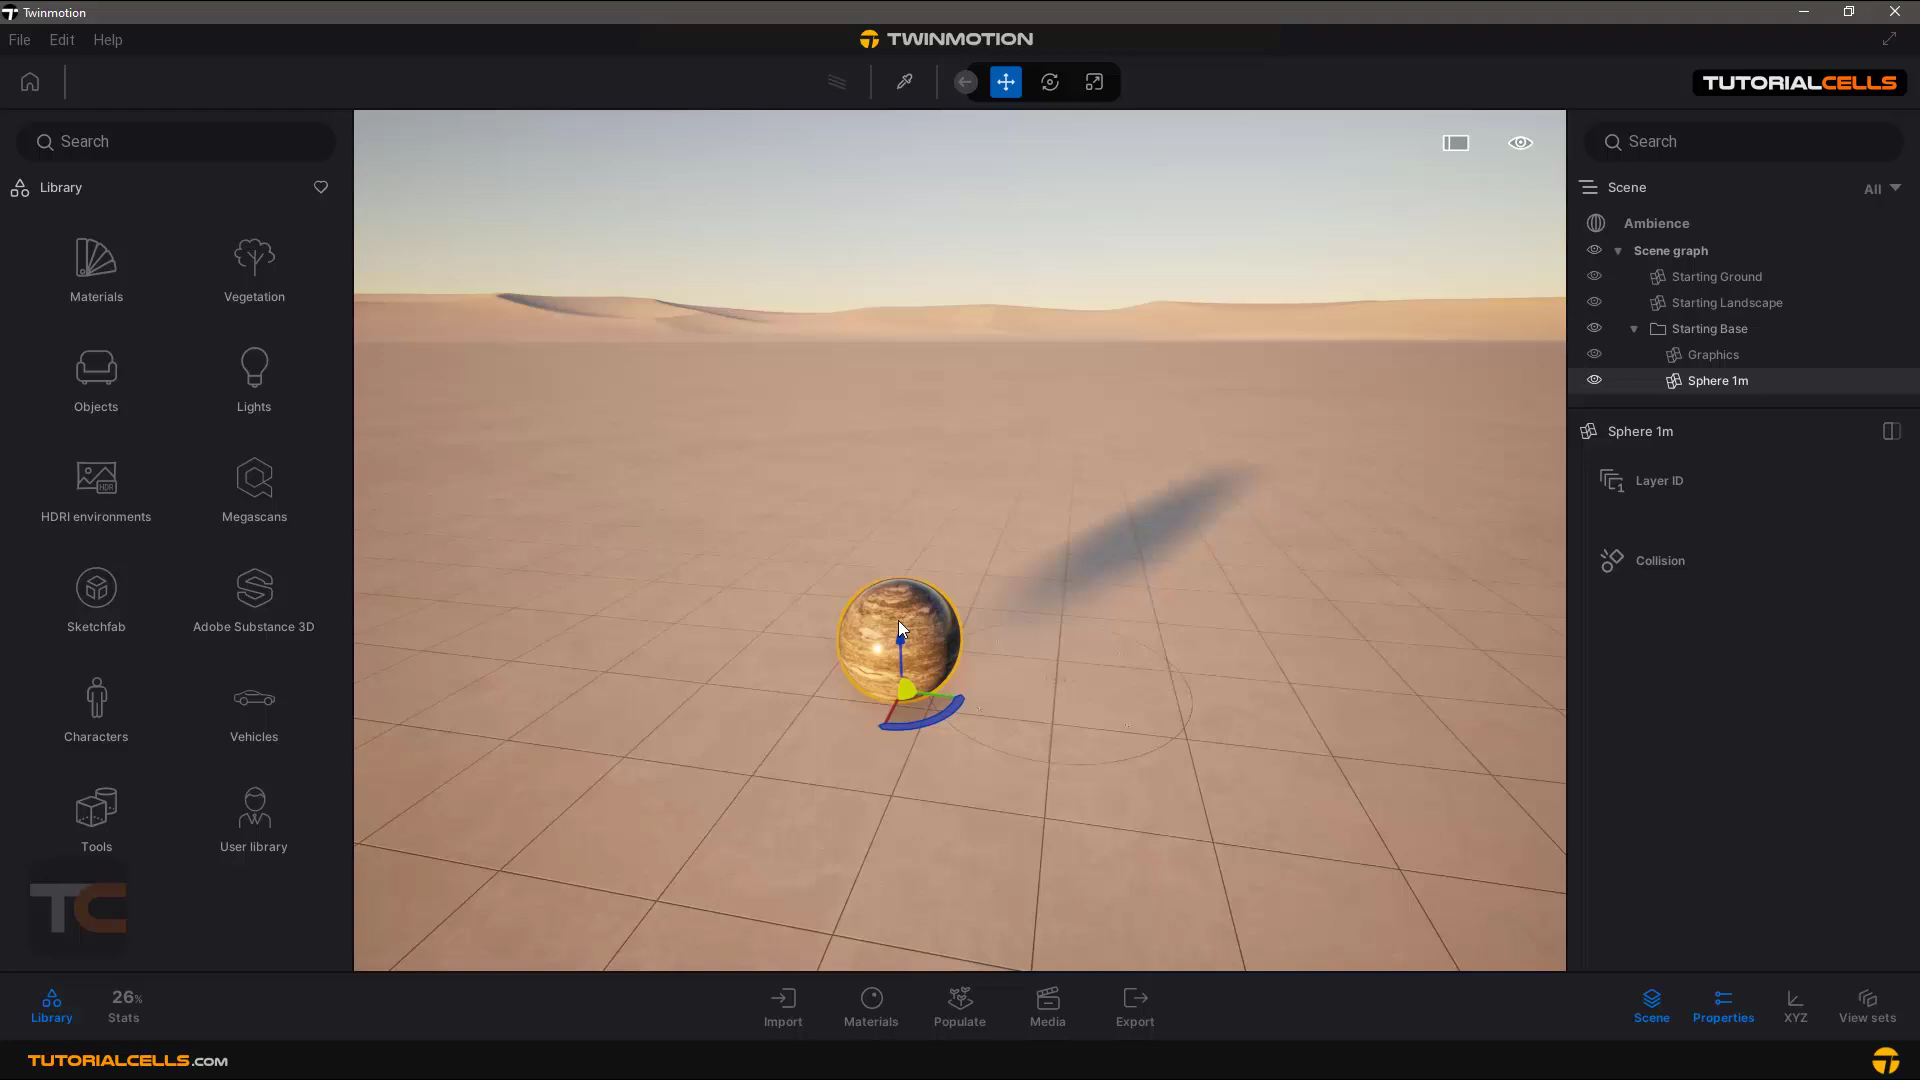 Twinmotion
File Edit Help
TWINMOTION
TUTORIALCELLS
Search
Library
Materials
Vegetation
Objects
Lights
HDR
HDRI environments
Megascans
Sketchfab
Adobe Substance 3D
Characters
Vehicles
Tools
User library
TC
Search
Scene
All
Ambience
Scene graph
Starting Ground
Starting Landscape
Starting Base
Graphics
Sphere 1m
Sphere 1m
1
Layer ID
Collision
Library
26%
Stats
Import
Materials
Populate
Media
Export
Scene
Properties
XYZ
View sets
TUTORIALCELLS.COM